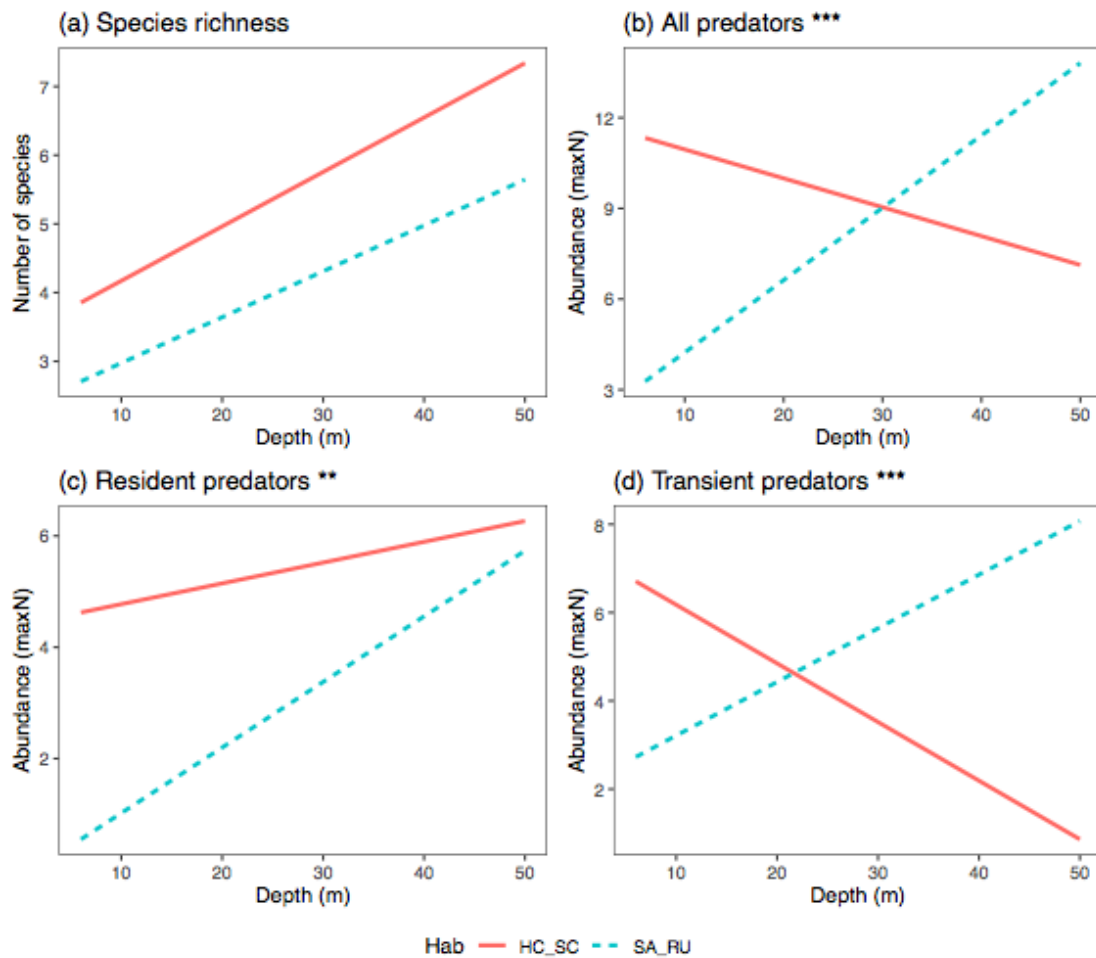 (a) Species richness
Number of species
7
6
5
4
3
10 20 30 40 50
Depth (m)
(b) All predators ***
Abundance (maxN)
12
9
6
3
10 20 30 40 50
Depth (m)
(c) Resident predators **
Abundance (maxN)
6
4
2
10 20 30 40 50
Depth (m)
(d) Transient predators ***
Abundance (maxN)
8
6
4
2
10 20 30 40 50
Depth (m)
Hab HC_SC SA_RU